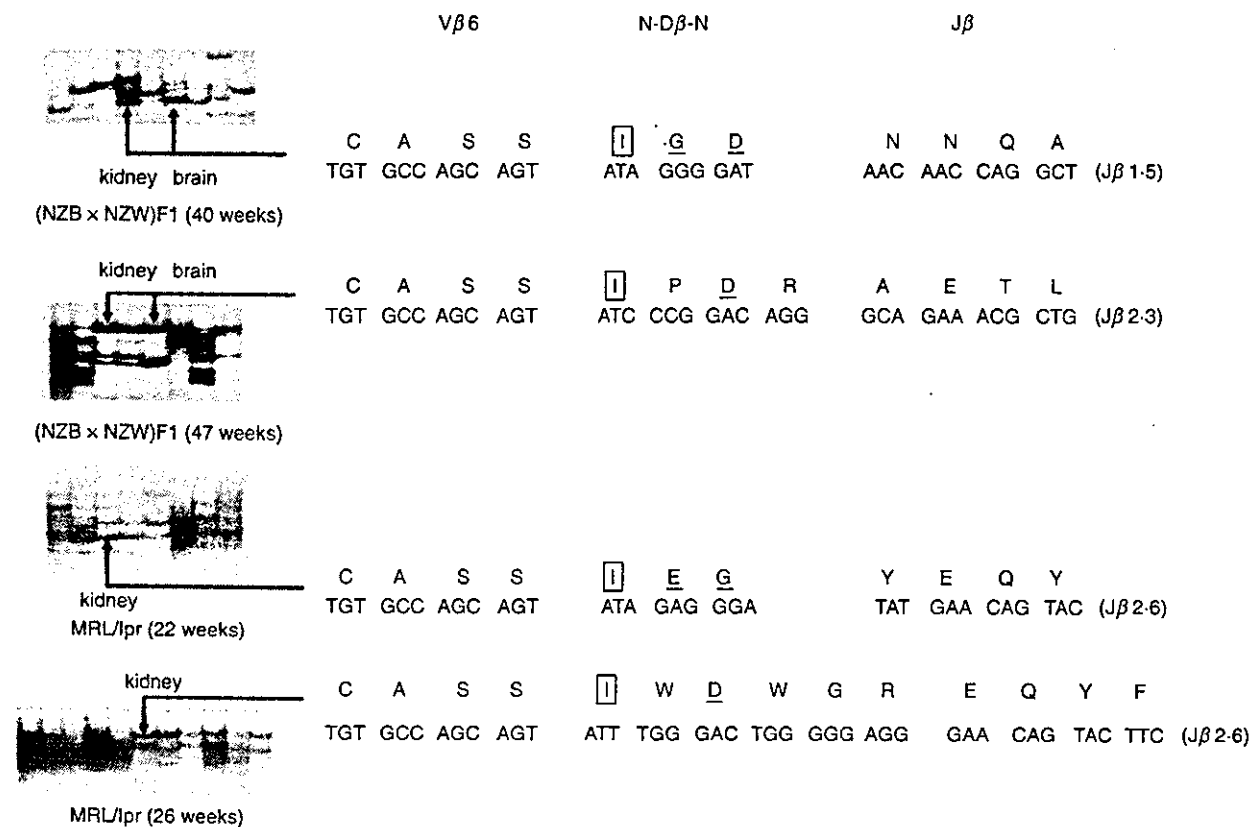 Vβ6 N-Dβ-N Jβ
C A S S I G D N N Q A
TGT GCC AGC AGT ATA GGG GAT AAC AAC CAG GCT (Jβ1·5)
kidney brain
(NZB x NZW)F1 (40 weeks)
kidney brain
C A S S I P D R A E T L
TGT GCC AGC AGT ATC CCG GAC AGG GCA GAA ACG CTG (Jβ2·3)
(NZB x NZW)F1 (47 weeks)
C A S S I E G Y E Q Y
TGT GCC AGC AGT ATA GAG GGA TAT GAA CAG TAC (Jβ2·6)
kidney
MRL/lpr (22 weeks)
kidney
C A S S I W D W G R E Q Y F
TGT GCC AGC AGT ATT TGG GAC TGG GGG AGG GAA CAG TAC TTC (Jβ2·6)
MRL/lpr (26 weeks)